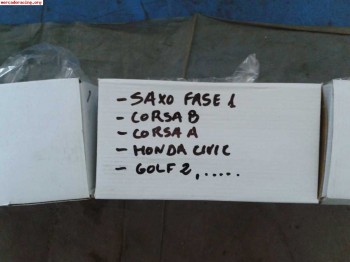 mercadoracing.org
- SAXO FASE 1
- CORSA B
- CORSA A
- HONDA CIVIC
- GOLF 2, .....